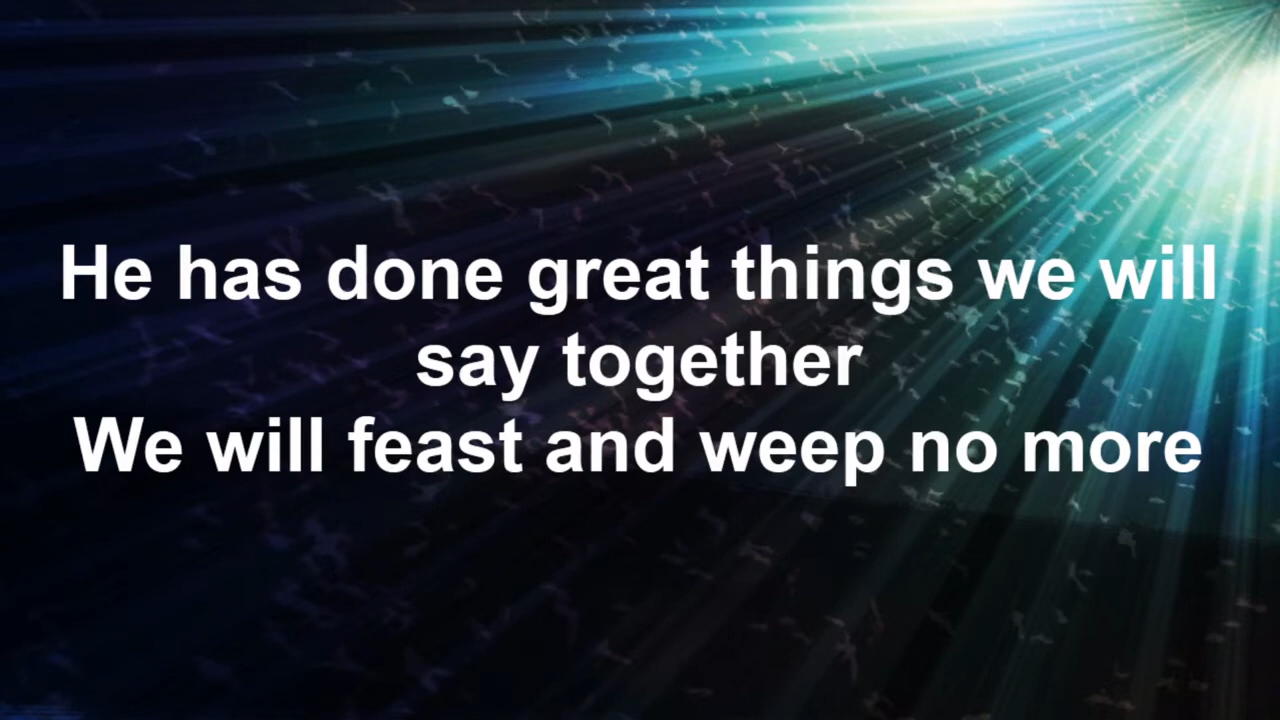 He has done great things we will
say together
We will feast and weep no more